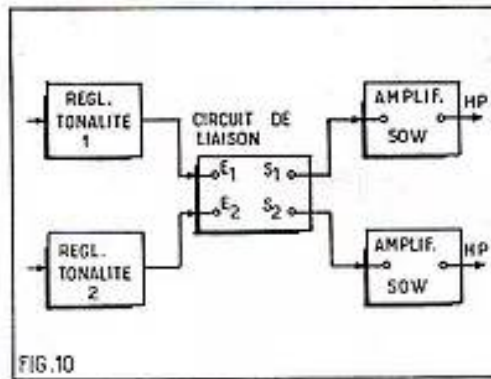 REGL.
TONALITE
1
CIRCUIT DE
LIAISON
E1 S1
E2 S2
AMPLIF.
50W
HP
REGL.
TONALITE
2
AMPLIF.
50W
HP
FIG.10